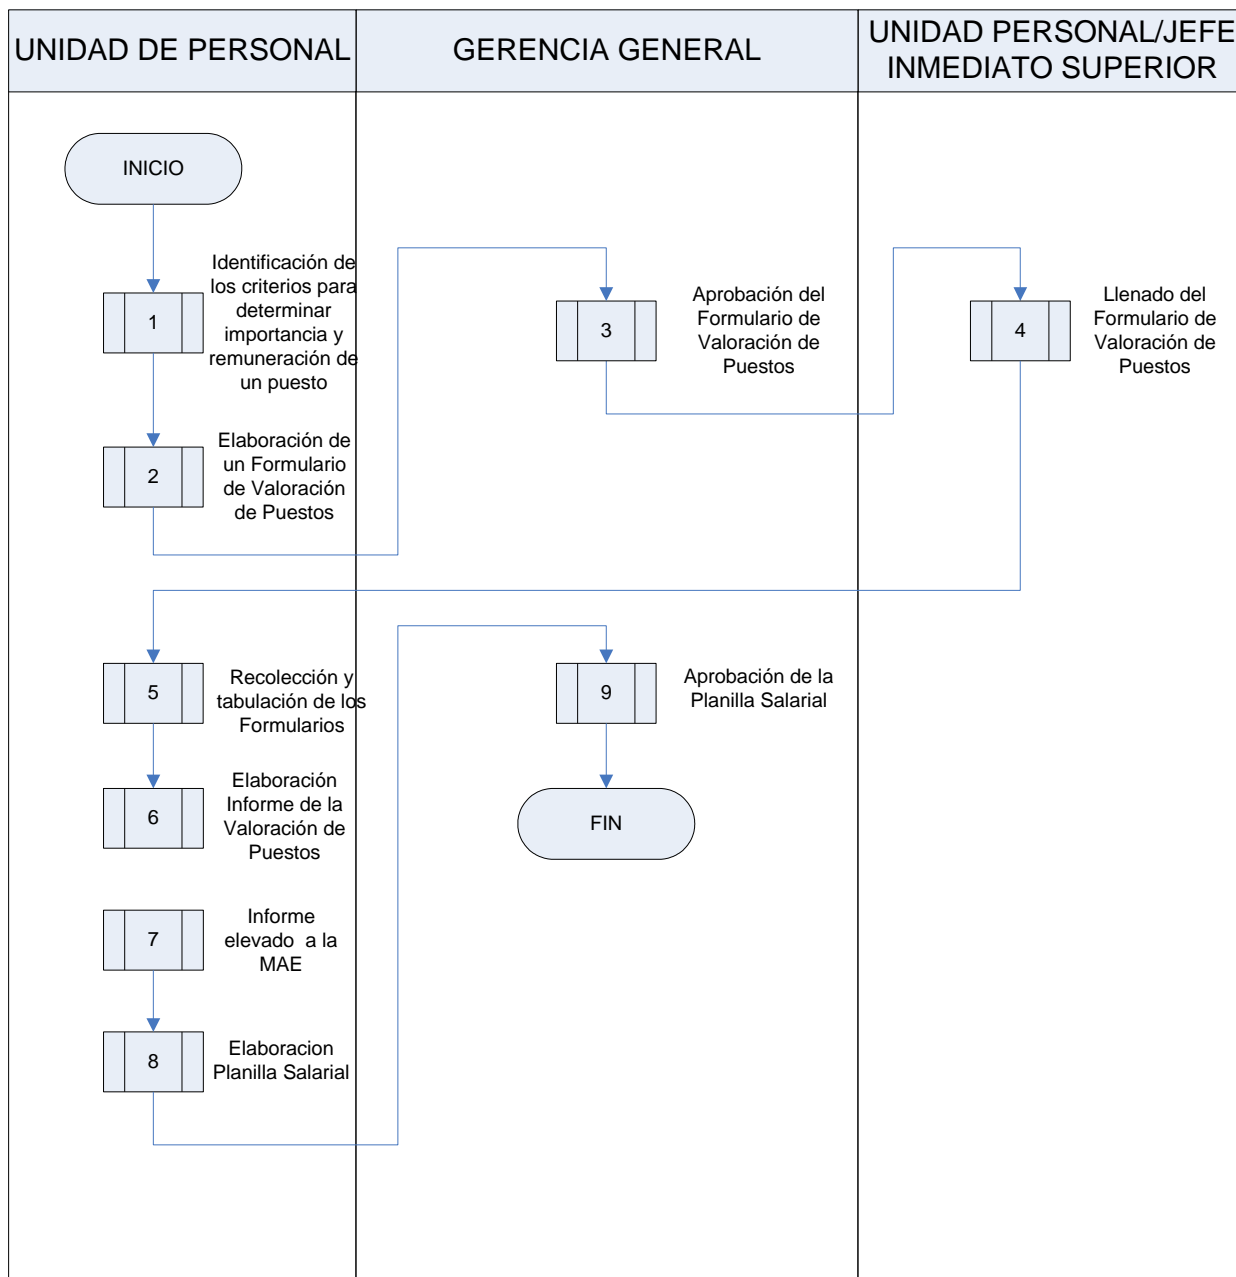 UNIDAD DE PERSONAL
GERENCIA GENERAL
UNIDAD PERSONAL/JEFE
INMEDIATO SUPERIOR
INICIO
1
Identificación de
los criterios para
determinar
importancia y
remuneración de
un puesto
2
Elaboración de
un Formulario
de Valoración
de Puestos
3
Aprobación del
Formulario de
Valoración de
Puestos
4
Llenado del
Formulario de
Valoración de
Puestos
5
Recolección y
tabulación de los
Formularios
6
Elaboración
Informe de la
Valoración de
Puestos
7
Informe
elevado a la
MAE
8
Elaboracion
Planilla Salarial
9
Aprobación de la
Planilla Salarial
FIN